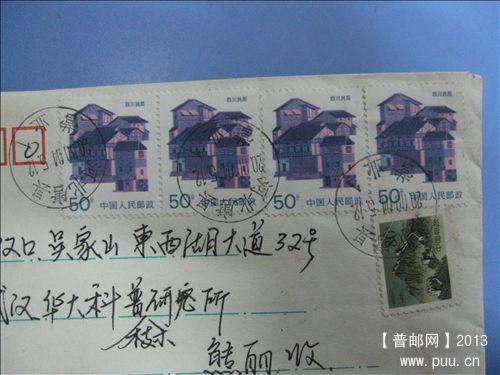 四川民居 四川民居 四川民居 四川民居
50分 中国人民邮政 50分 中国人民邮政 50分 中国人民邮政 50分 中国人民邮政
汉口 吴家山 东西湖大道 32号
武汉华大科普研究所
熊丽 收
【普邮网】2013
www.puu.cn